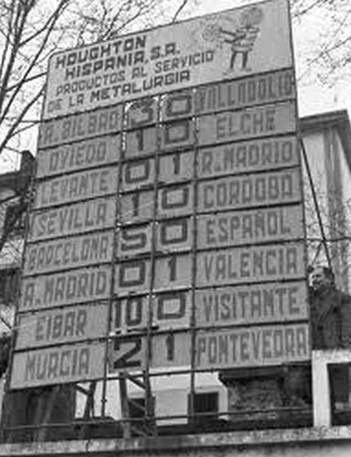 HOUGHTON
HISPANIA, S.A.
PRODUCTOS AL SERVICIO
DE LA METALURGIA
A. BILBAO 3 0 VALLADOLID
OVIEDO 1 0 ELCHE
LEVANTE 0 1 R. MADRID
SEVILLA 1 0 CORDOBA
BARCELONA 5 0 ESPAÑOL
A. MADRID 0 1 VALENCIA
EIBAR 10 0 VISITANTE
MURCIA 2 1 PONTEVEDRA